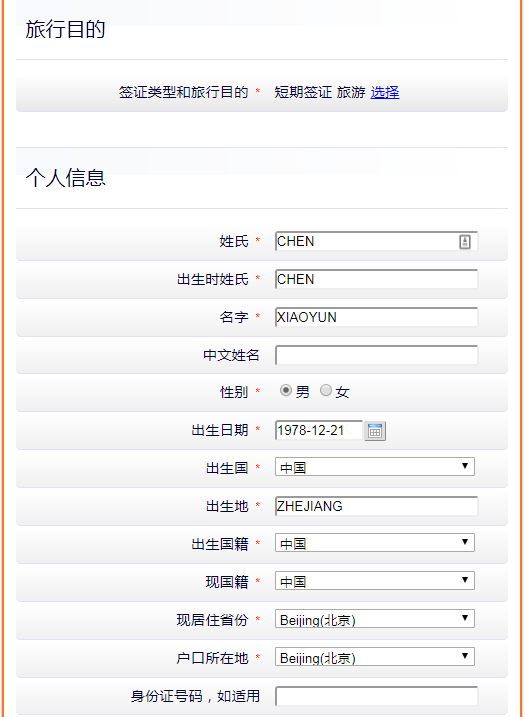 旅行目的
签证类型和旅行目的 * 短期签证 旅游 选择
个人信息
姓氏 * CHEN
出生时姓氏 * CHEN
名字 * XIAOYUN
中文姓名
性别 * 男 女
出生日期 * 1978-12-21
出生国 * 中国
出生地 * ZHEJIANG
出生国籍 * 中国
现国籍 * 中国
现居住省份 * Beijing(北京)
户口所在地 * Beijing(北京)
身份证号码，如适用